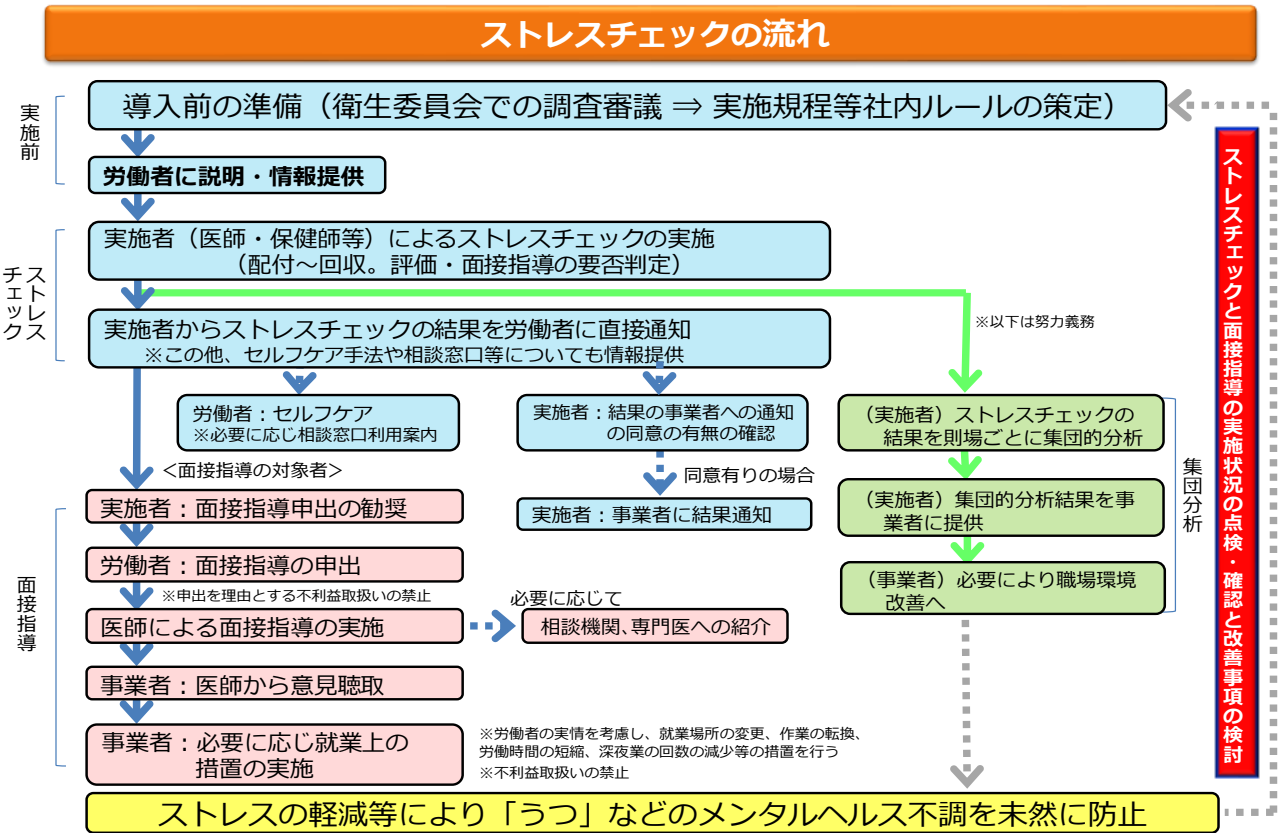 ストレスチェックの流れ
実施前
導入前の準備（衛生委員会での調査審議 ⇒ 実施規程等社内ルールの策定）
労働者に説明・情報提供
ストレス
チェック
実施者（医師・保健師等）によるストレスチェックの実施
（配付～回収。評価・面接指導の要否判定）
実施者からストレスチェックの結果を労働者に直接通知
※この他、セルフケア手法や相談窓口等についても情報提供
※以下は努力義務
労働者：セルフケア
※必要に応じ相談窓口利用案内
実施者：結果の事業者への通知
の同意の有無の確認
同意有りの場合
実施者：事業者に結果通知
（実施者）ストレスチェックの
結果を則場ごとに集団的分析
（実施者）集団的分析結果を事
業者に提供
（事業者）必要により職場環境
改善へ
集団分析
＜面接指導の対象者＞
面接指導
実施者：面接指導申出の勧奨
労働者：面接指導の申出
※申出を理由とする不利益取扱いの禁止
医師による面接指導の実施
必要に応じて
相談機関、専門医への紹介
事業者：医師から意見聴取
事業者：必要に応じ就業上の
措置の実施
※労働者の実情を考慮し、就業場所の変更、作業の転換、
労働時間の短縮、深夜業の回数の減少等の措置を行う
※不利益取扱いの禁止
ストレスの軽減等により「うつ」などのメンタルヘルス不調を未然に防止
ストレスチェックと面接指導の実施状況の点検・確認と改善事項の検討